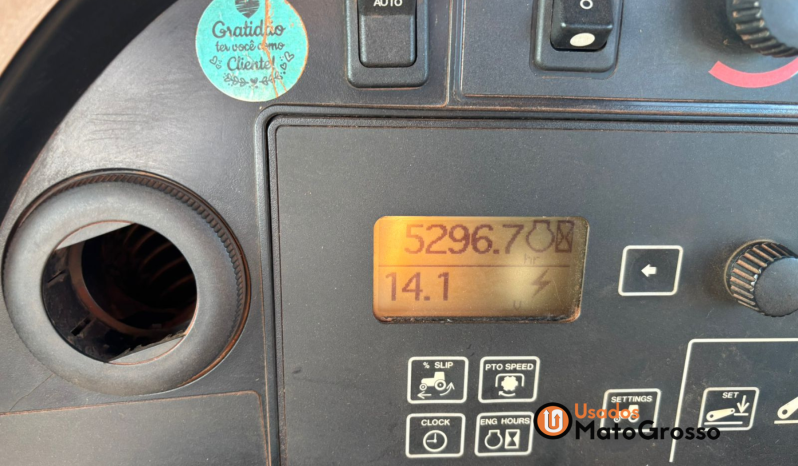 Gratidão
ter você como
Cliente!
AUTO
O
5296.7
hr
14.1
V
% SLIP
PTO SPEED
CLOCK
ENG HOURS
SETTINGS
SET
Usados
MatoGrosso